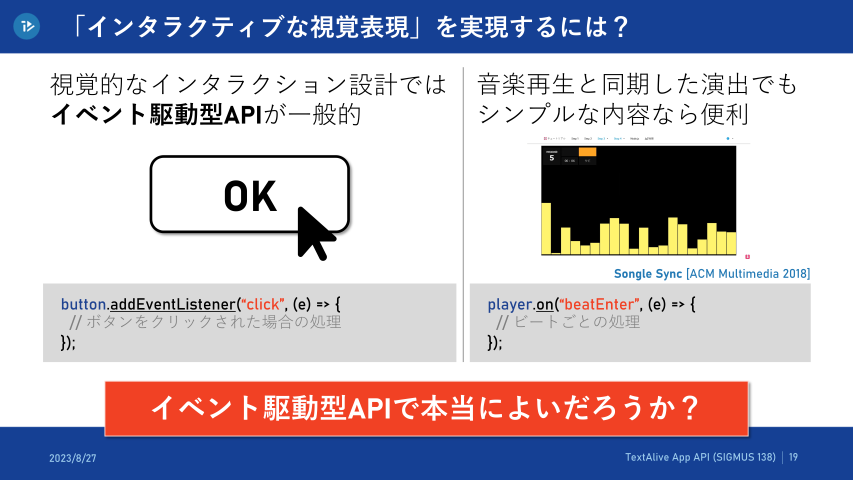 「インタラクティブな視覚表現」を実現するには？
視覚的なインタラクション設計では
イベント駆動型APIが一般的
OK
button.addEventListener(“click”, (e) => {
// ボタンをクリックされた場合の処理
});
音楽再生と同期した演出でも
シンプルな内容なら便利
5
Songle Sync [ACM Multimedia 2018]
player.on(“beatEnter”, (e) => {
// ビートごとの処理
});
イベント駆動型APIで本当によいだろうか？
2023/8/27
TextAlive App API (SIGMUS 138) | 19